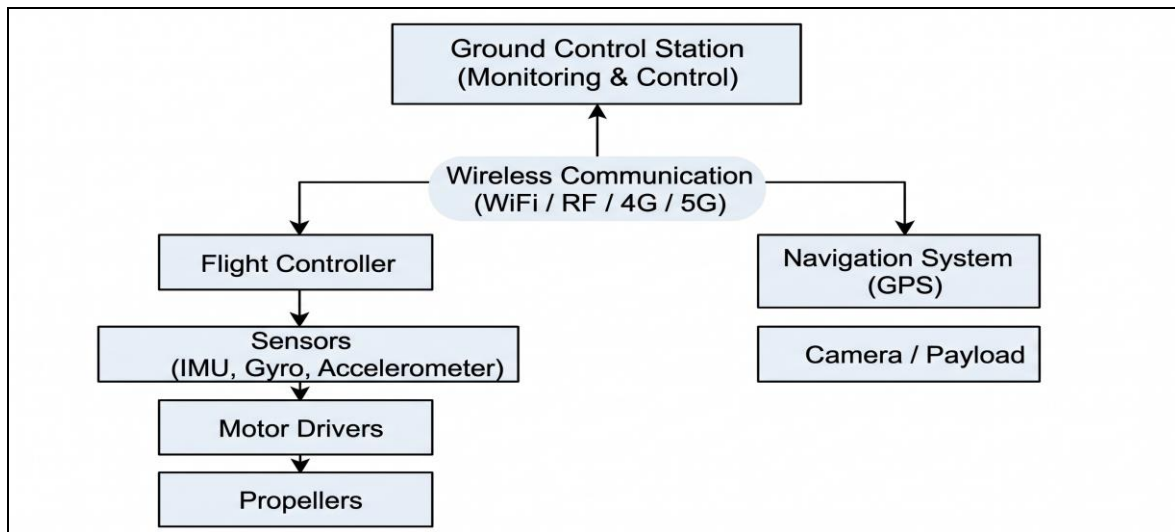 Ground Control Station
(Monitoring & Control)
Wireless Communication
(WiFi / RF / 4G / 5G)
Flight Controller
Sensors
(IMU, Gyro, Accelerometer)
Motor Drivers
Propellers
Navigation System
(GPS)
Camera / Payload